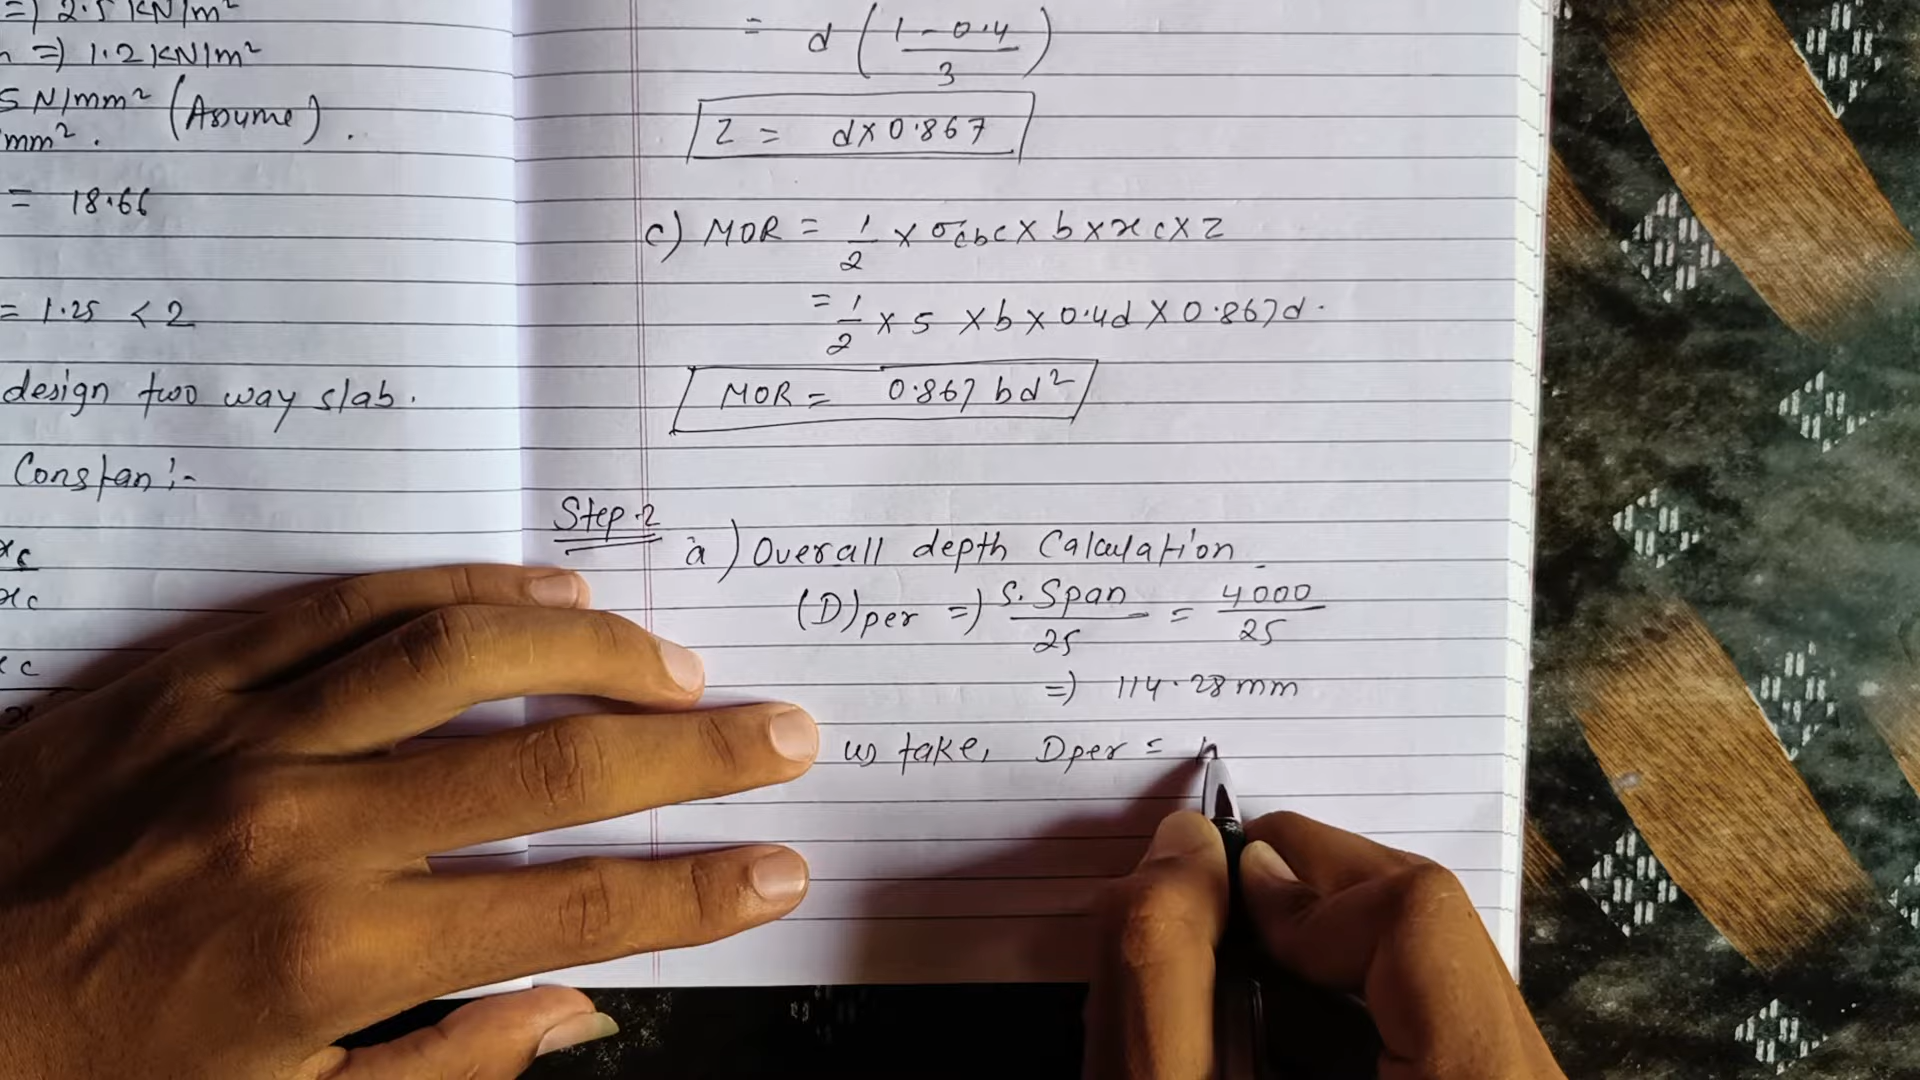 =) 2.5 KN/m²
=) 1.2 KN/m²
5 N/mm² (Assume).
mm².
= 18.66
= 1.25 < 2
design two way slab.
Constan:-
xc
xc
c
x
= d (1-0.4/3)
Z = d×0.867
c) MOR = 1/2 × σcbc × b × xc × Z
= 1/2 × 5 × b × 0.4d × 0.867d.
MOR = 0.867 bd²
Step.2
a) Overall depth Calculation
(D)per =) S. Span/25 = 4000/25
=) 114.28mm
us take, Dper =